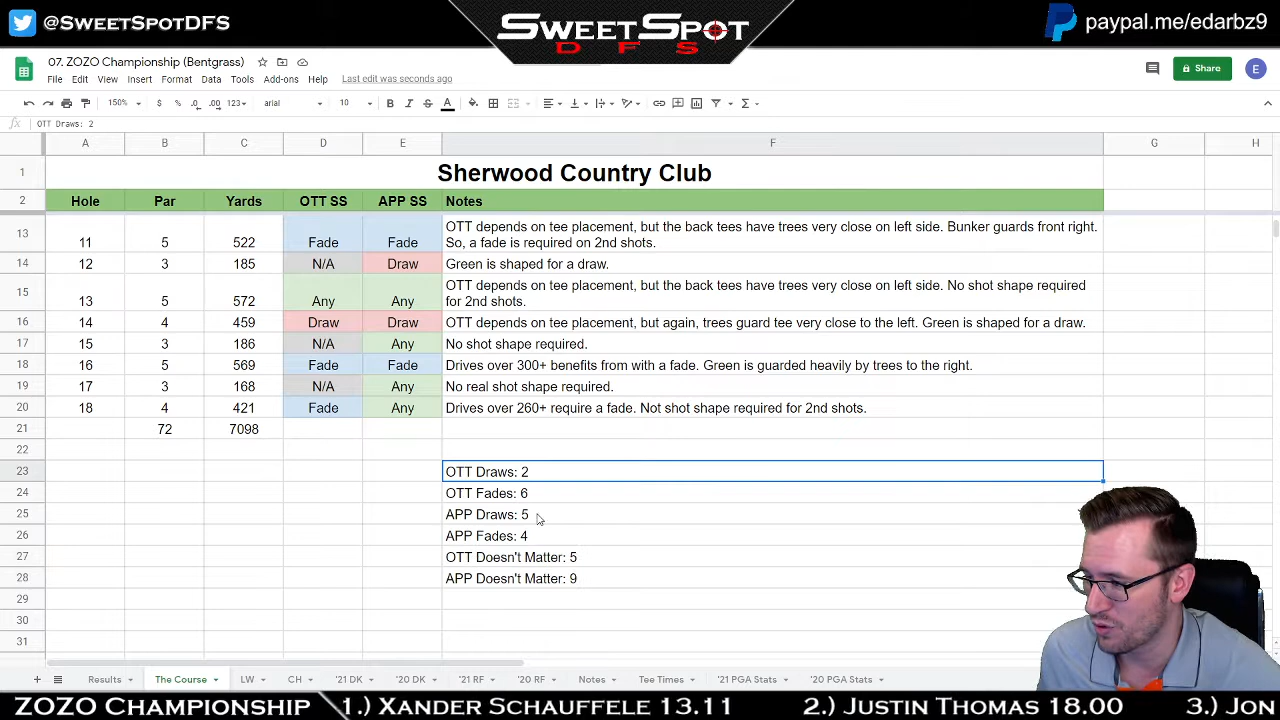 @SweetSpotDFS
SweetSpot
DFS
paypal.me/edarbz9
07. ZOZO Championship (Bentgrass)
File Edit View Insert Format Data Tools Add-ons Help Last edit was seconds ago
Share
E
150% $ % .0 .00 123 arial 10 B I S A
fx OTT Draws: 2
A B C D E F G H
1 Sherwood Country Club
2 Hole Par Yards OTT SS APP SS Notes
OTT depends on tee placement, but the back tees have trees very close on left side. Bunker guards front right.
13 11 5 522 Fade Fade So, a fade is required on 2nd shots.
14 12 3 185 N/A Draw Green is shaped for a draw.
OTT depends on tee placement, but the back tees have trees very close on left side. No shot shape required
15 13 5 572 Any Any for 2nd shots.
16 14 4 459 Draw Draw OTT depends on tee placement, but again, trees guard tee very close to the left. Green is shaped for a draw.
17 15 3 186 N/A Any No shot shape required.
18 16 5 569 Fade Fade Drives over 300+ benefits from with a fade. Green is guarded heavily by trees to the right.
19 17 3 168 N/A Any No real shot shape required.
20 18 4 421 Fade Any Drives over 260+ require a fade. Not shot shape required for 2nd shots.
21 72 7098
22
23 OTT Draws: 2
24 OTT Fades: 6
25 APP Draws: 5
26 APP Fades: 4
27 OTT Doesn't Matter: 5
28 APP Doesn't Matter: 9
29
30
31
Results The Course LW CH '21 DK '20 DK '21 RF '20 RF Notes Tee Times '21 PGA Stats '20 PGA Stats
ZOZO Championship 1.) Xander Schauffele 13.11 2.) Justin Thomas 18.00 3.) Jon